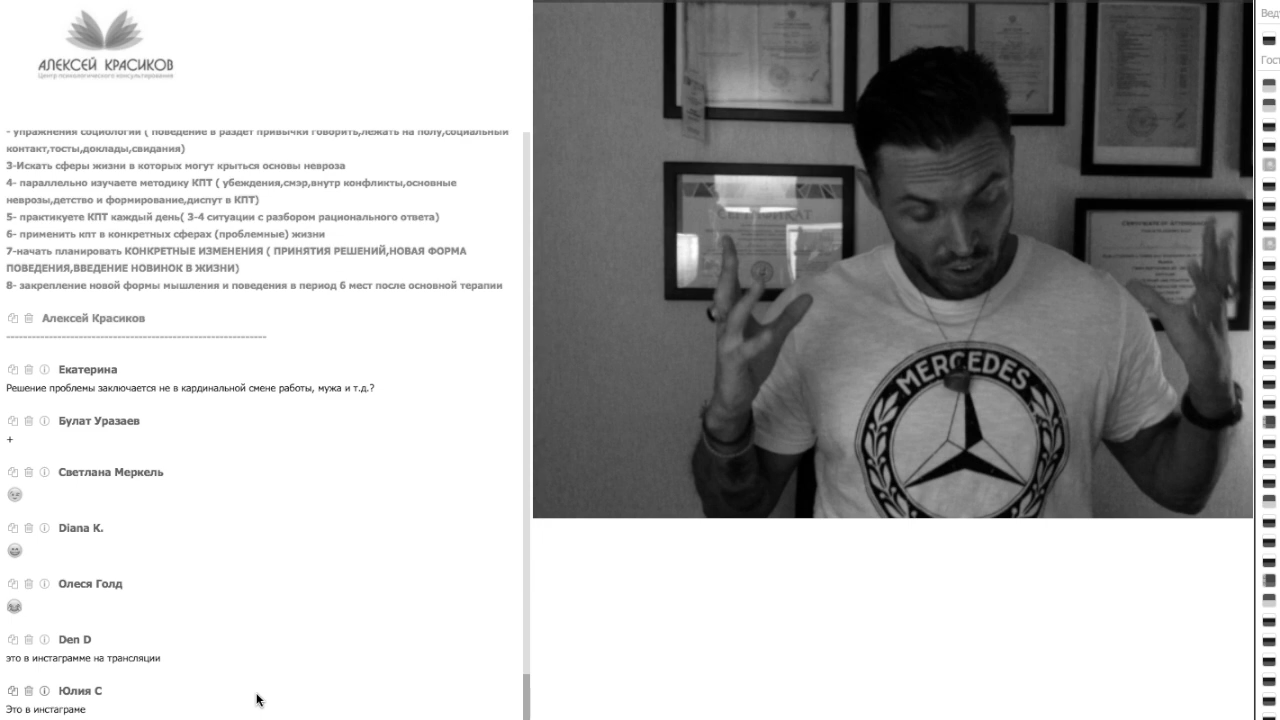 АЛЕКСЕЙ КРАСИКОВ
Центр психологического консультирования
- упражнения социологии ( поведение в раздет привычки говорить,лежать на полу,социальный
контакт,тосты,доклады,свидания)
3-Искать сферы жизни в которых могут крыться основы невроза
4- параллельно изучаете методику КПТ ( убеждения,смэр,внутр конфликты,основные
неврозы,детство и формирование,диспут в КПТ)
5- практикуете КПТ каждый день( 3-4 ситуации с разбором рационального ответа)
6- применить кпт в конкретных сферах (проблемные) жизни
7-начать планировать КОНКРЕТНЫЕ ИЗМЕНЕНИЯ ( ПРИНЯТИЯ РЕШЕНИЙ,НОВАЯ ФОРМА
ПОВЕДЕНИЯ,ВВЕДЕНИЕ НОВИНОК В ЖИЗНИ)
8- закрепление новой формы мышления и поведения в период 6 мест после основной терапии
Алексей Красиков
------------------------------------------------------------
Екатерина
Решение проблемы заключается не в кардинальной смене работы, мужа и т.д.?
Булат Уразаев
+
Светлана Меркель
Diana K.
Олеся Голд
Den D
это в инстаграмме на трансляции
Юлия С
Это в инстаграме
СЕРТИФИКАТ
MERCEDES
Вед
Гост